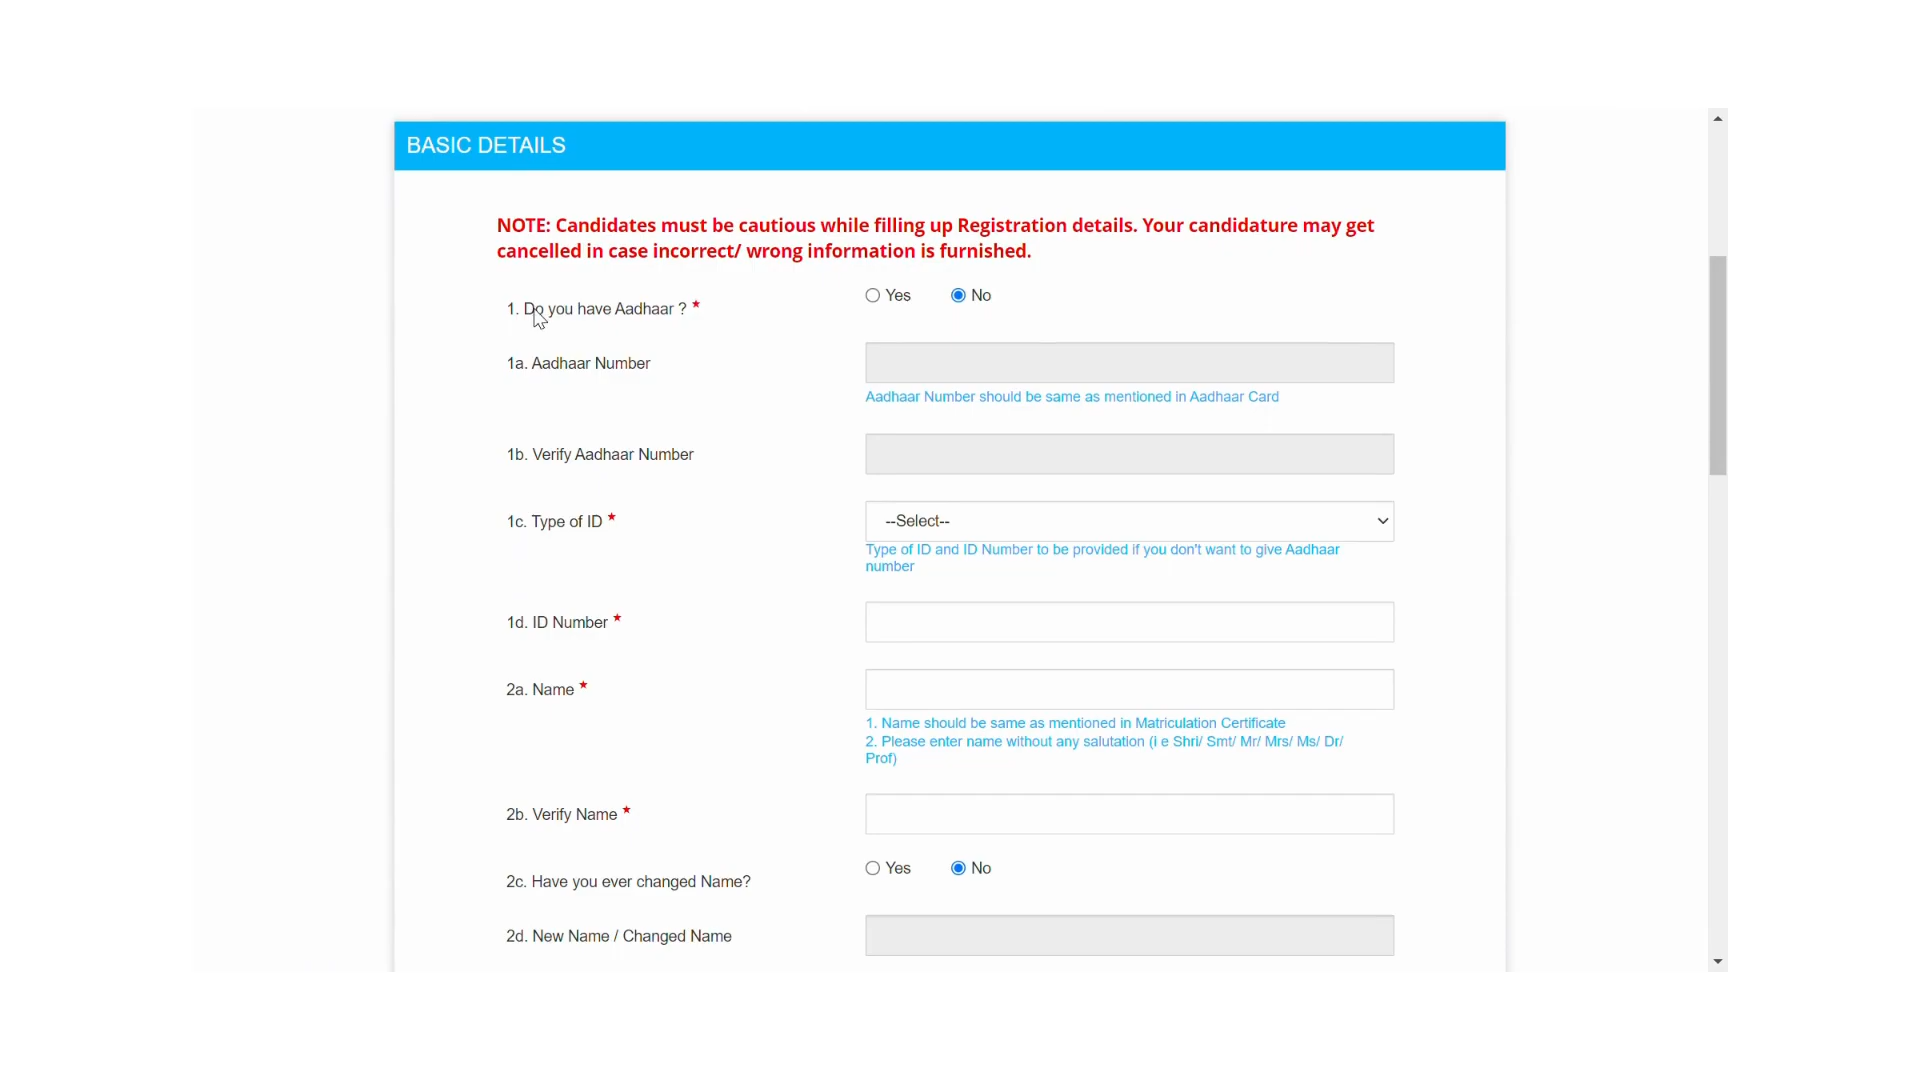 BASIC DETAILS
NOTE: Candidates must be cautious while filling up Registration details. Your candidature may get
cancelled in case incorrect/ wrong information is furnished.
1. Do you have Aadhaar ? * Yes No
1a. Aadhaar Number
Aadhaar Number should be same as mentioned in Aadhaar Card
1b. Verify Aadhaar Number
1c. Type of ID * --Select--
Type of ID and ID Number to be provided if you don't want to give Aadhaar
number
1d. ID Number *
2a. Name *
1. Name should be same as mentioned in Matriculation Certificate
2. Please enter name without any salutation (i e Shri/ Smt/ Mr/ Mrs/ Ms/ Dr/
Prof)
2b. Verify Name *
2c. Have you ever changed Name? Yes No
2d. New Name / Changed Name